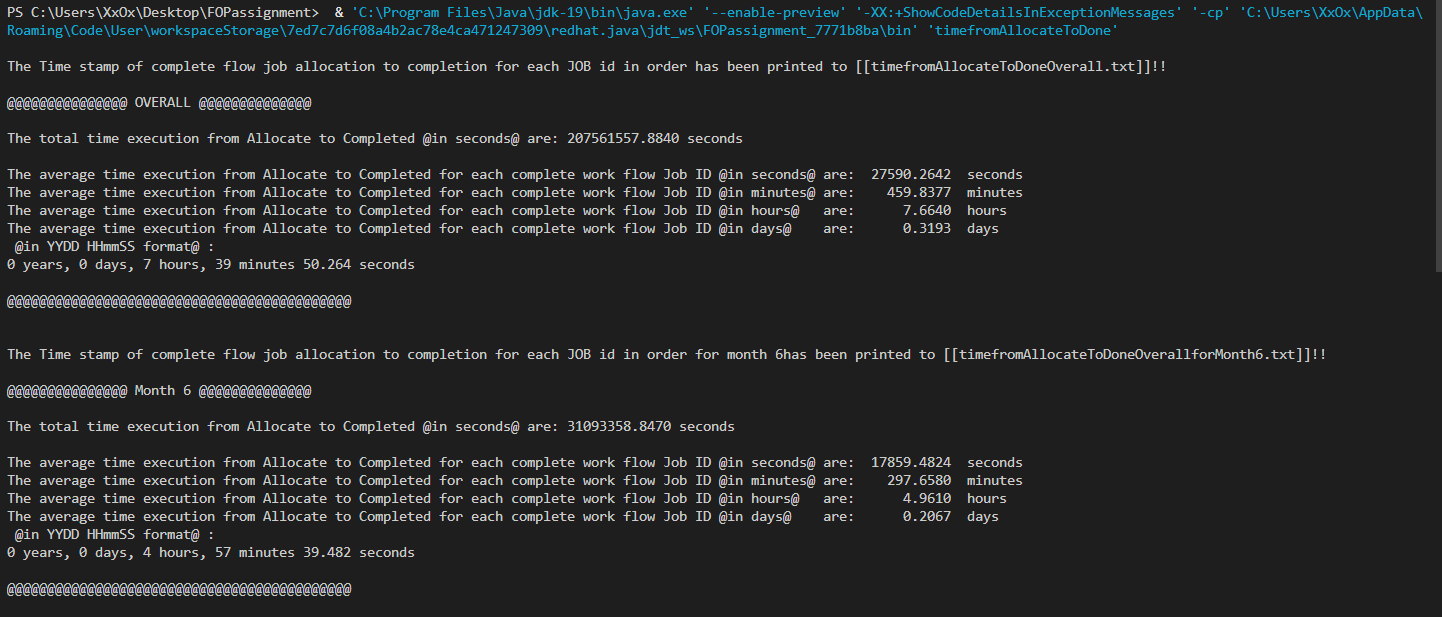 PS C:\Users\XxOx\Desktop\FOPassignment>  & 'C:\Program Files\Java\jdk-19\bin\java.exe' '--enable-preview' '-XX:+ShowCodeDetailsInExceptionMessages' '-cp' 'C:\Users\XxOx\AppData\
Roaming\Code\User\workspaceStorage\7ed7c7d6f08a4b2ac78e4ca471247309\redhat.java\jdt_ws\FOPassignment_7771b8ba\bin' 'timefromAllocateToDone'
The Time stamp of complete flow job allocation to completion for each JOB id in order has been printed to [[timefromAllocateToDoneOverall.txt]]!!
@@@@@@@@@@@@@@@ OVERALL @@@@@@@@@@@@@@
The total time execution from Allocate to Completed @in seconds@ are: 207561557.8840 seconds
The average time execution from Allocate to Completed for each complete work flow Job ID @in seconds@ are:  27590.2642  seconds
The average time execution from Allocate to Completed for each complete work flow Job ID @in minutes@ are:    459.8377  minutes
The average time execution from Allocate to Completed for each complete work flow Job ID @in hours@   are:      7.6640  hours
The average time execution from Allocate to Completed for each complete work flow Job ID @in days@    are:      0.3193  days
 @in YYDD HHmmSS format@ :
0 years, 0 days, 7 hours, 39 minutes 50.264 seconds
@@@@@@@@@@@@@@@@@@@@@@@@@@@@@@@@@@@@@@@@@@@
The Time stamp of complete flow job allocation to completion for each JOB id in order for month 6has been printed to [[timefromAllocateToDoneOverallforMonth6.txt]]!!
@@@@@@@@@@@@@@@ Month 6 @@@@@@@@@@@@@@
The total time execution from Allocate to Completed @in seconds@ are: 31093358.8470 seconds
The average time execution from Allocate to Completed for each complete work flow Job ID @in seconds@ are:  17859.4824  seconds
The average time execution from Allocate to Completed for each complete work flow Job ID @in minutes@ are:    297.6580  minutes
The average time execution from Allocate to Completed for each complete work flow Job ID @in hours@   are:      4.9610  hours
The average time execution from Allocate to Completed for each complete work flow Job ID @in days@    are:      0.2067  days
 @in YYDD HHmmSS format@ :
0 years, 0 days, 4 hours, 57 minutes 39.482 seconds
@@@@@@@@@@@@@@@@@@@@@@@@@@@@@@@@@@@@@@@@@@@